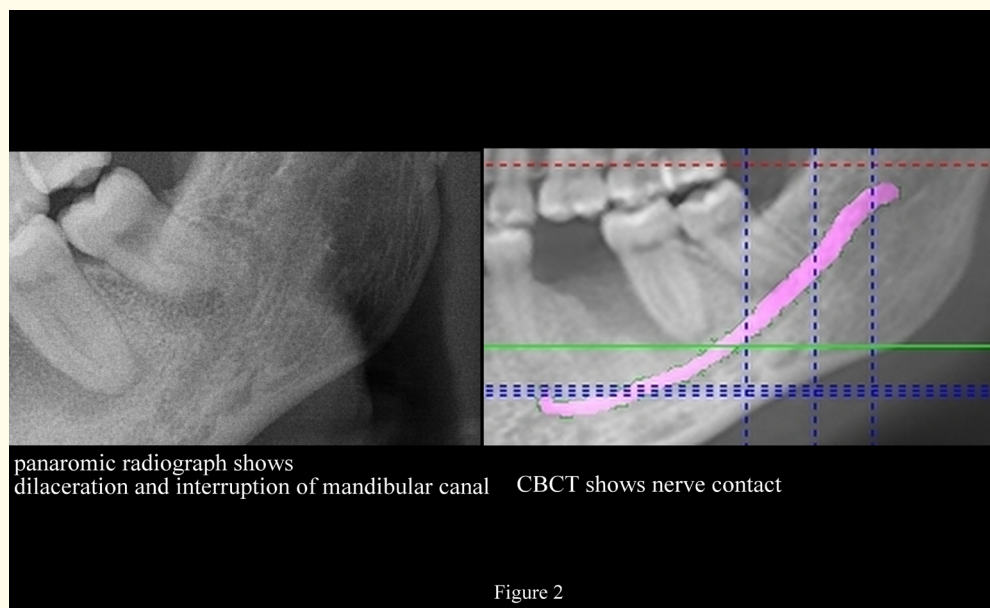 panaromic radiograph shows
dilaceration and interruption of mandibular canal
CBCT shows nerve contact
Figure 2